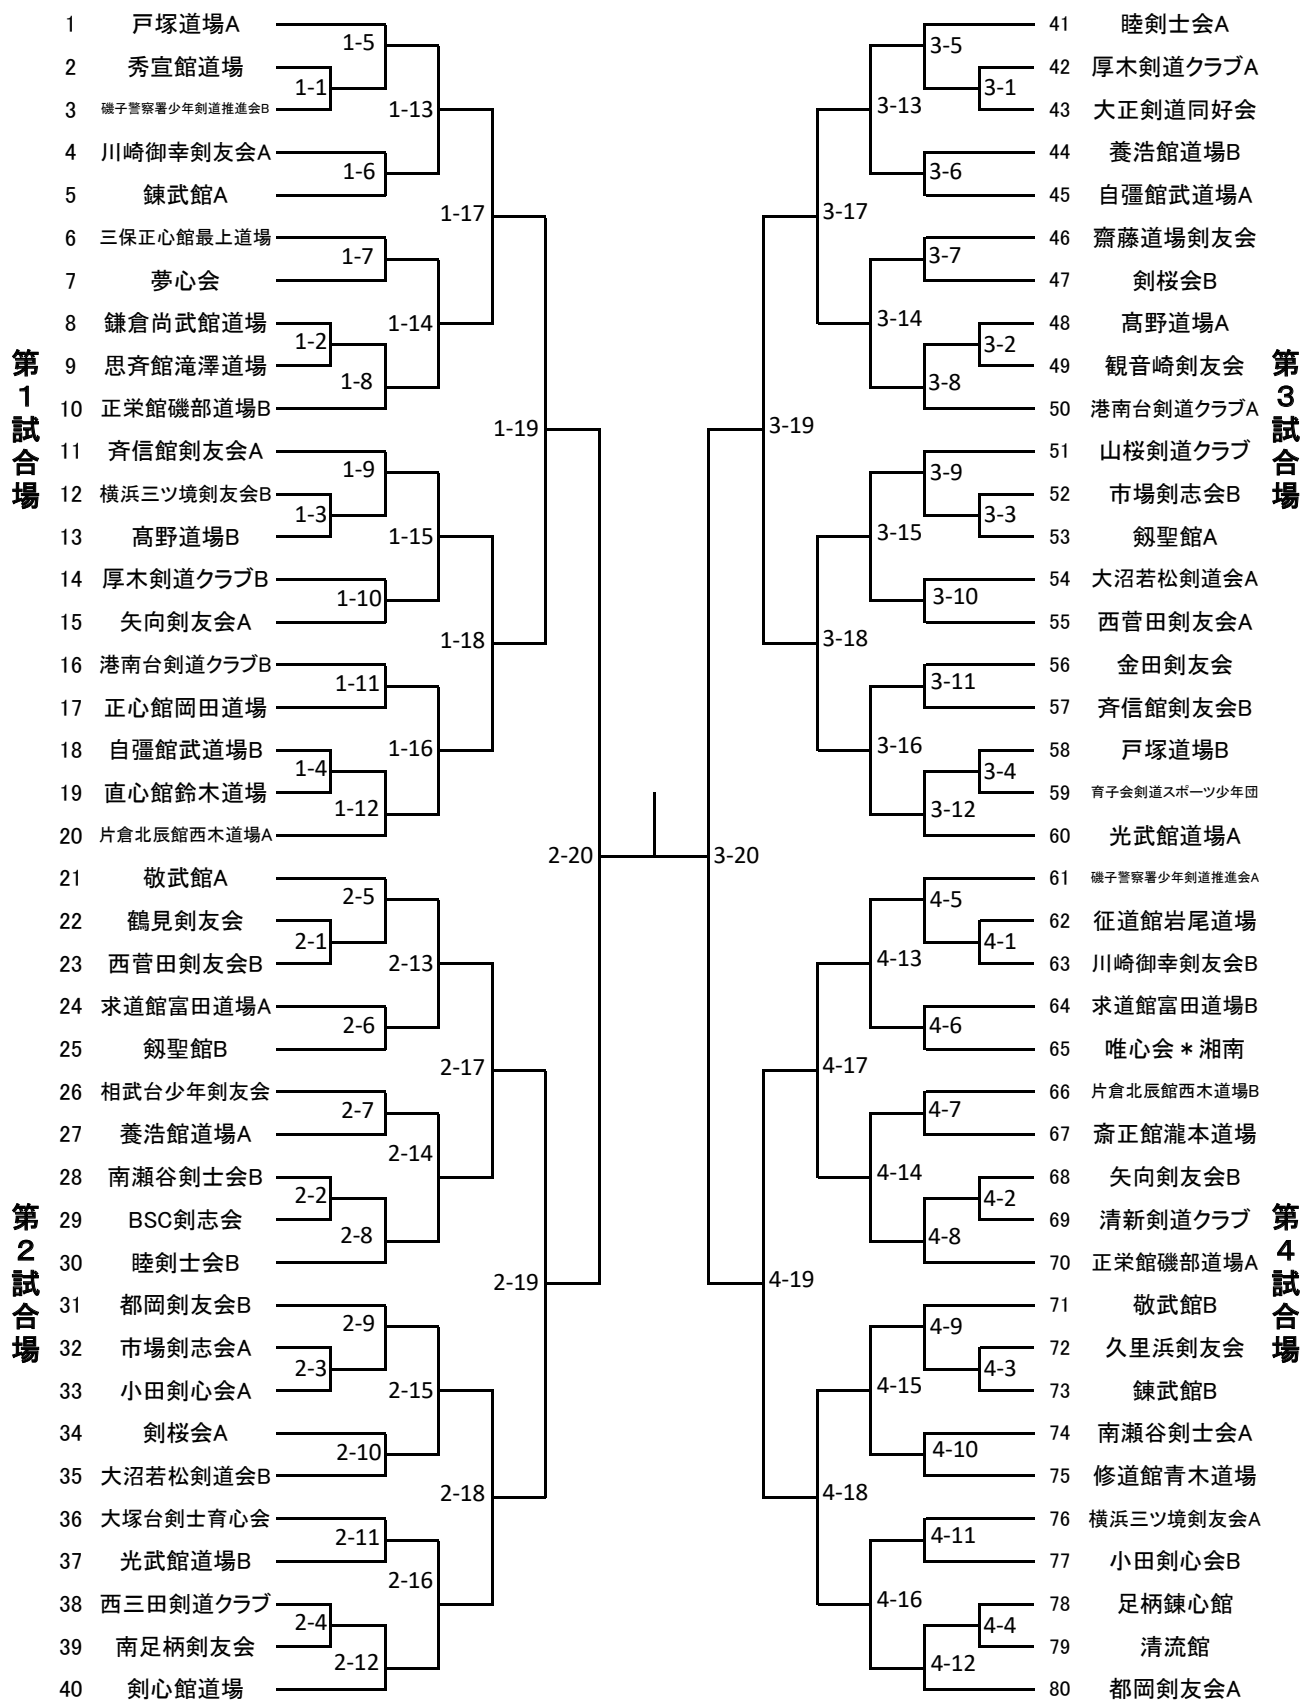 第1試合場
1 戸塚道場A
2 秀宣館道場
3 磯子警察署少年剣道推進会B
4 川崎御幸剣友会A
5 錬武館A
6 三保正心館最上道場
7 夢心会
8 鎌倉尚武館道場
9 思斉館滝澤道場
10 正栄館磯部道場B
11 斉信館剣友会A
12 横浜三ツ境剣友会B
13 髙野道場B
14 厚木剣道クラブB
15 矢向剣友会A
16 港南台剣道クラブB
17 正心館岡田道場
18 自彊館武道場B
19 直心館鈴木道場
20 片倉北辰館西木道場A
1-1
1-2
1-3
1-4
1-5
1-6
1-7
1-8
1-9
1-10
1-11
1-12
1-13
1-14
1-15
1-16
1-17
1-18
1-19
第2試合場
21 敬武館A
22 鶴見剣友会
23 西菅田剣友会B
24 求道館富田道場A
25 剱聖館B
26 相武台少年剣友会
27 養浩館道場A
28 南瀬谷剣士会B
29 BSC剣志会
30 睦剣士会B
31 都岡剣友会B
32 市場剣志会A
33 小田剣心会A
34 剣桜会A
35 大沼若松剣道会B
36 大塚台剣士育心会
37 光武館道場B
38 西三田剣道クラブ
39 南足柄剣友会
40 剣心館道場
2-1
2-2
2-3
2-4
2-5
2-6
2-7
2-8
2-9
2-10
2-11
2-12
2-13
2-14
2-15
2-16
2-17
2-18
2-19
2-20
第3試合場
41 睦剣士会A
42 厚木剣道クラブA
43 大正剣道同好会
44 養浩館道場B
45 自彊館武道場A
46 齋藤道場剣友会
47 剣桜会B
48 髙野道場A
49 観音崎剣友会
50 港南台剣道クラブA
51 山桜剣道クラブ
52 市場剣志会B
53 剱聖館A
54 大沼若松剣道会A
55 西菅田剣友会A
56 金田剣友会
57 斉信館剣友会B
58 戸塚道場B
59 育子会剣道スポーツ少年団
60 光武館道場A
3-1
3-2
3-3
3-4
3-5
3-6
3-7
3-8
3-9
3-10
3-11
3-12
3-13
3-14
3-15
3-16
3-17
3-18
3-19
3-20
第4試合場
61 磯子警察署少年剣道推進会A
62 征道館岩尾道場
63 川崎御幸剣友会B
64 求道館富田道場B
65 唯心会＊湘南
66 片倉北辰館西木道場B
67 斎正館瀧本道場
68 矢向剣友会B
69 清新剣道クラブ
70 正栄館磯部道場A
71 敬武館B
72 久里浜剣友会
73 錬武館B
74 南瀬谷剣士会A
75 修道館青木道場
76 横浜三ツ境剣友会A
77 小田剣心会B
78 足柄錬心館
79 清流館
80 都岡剣友会A
4-1
4-2
4-3
4-4
4-5
4-6
4-7
4-8
4-9
4-10
4-11
4-12
4-13
4-14
4-15
4-16
4-17
4-18
4-19